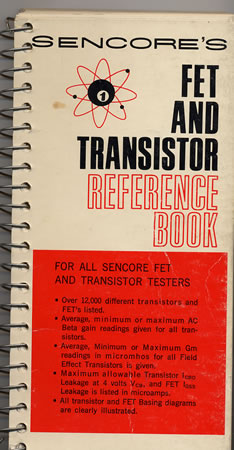 SENCORE'S
1
FET
AND
TRANSISTOR
REFERENCE
BOOK
FOR ALL SENCORE FET
AND TRANSISTOR TESTERS
• Over 12,000 different transistors and
FET's listed.
• Average, minimum or maximum AC
Beta gain readings given for all tran-
sistors.
• Average, Minimum or Maximum Gm
readings in micromhos for all Field
Effect Transistors is given.
• Maximum allowable Transistor ICBO
Leakage at 4 volts VCB, and FET IGSS
Leakage is listed in microamps.
• All transistor and FET Basing diagrams
are clearly illustrated.